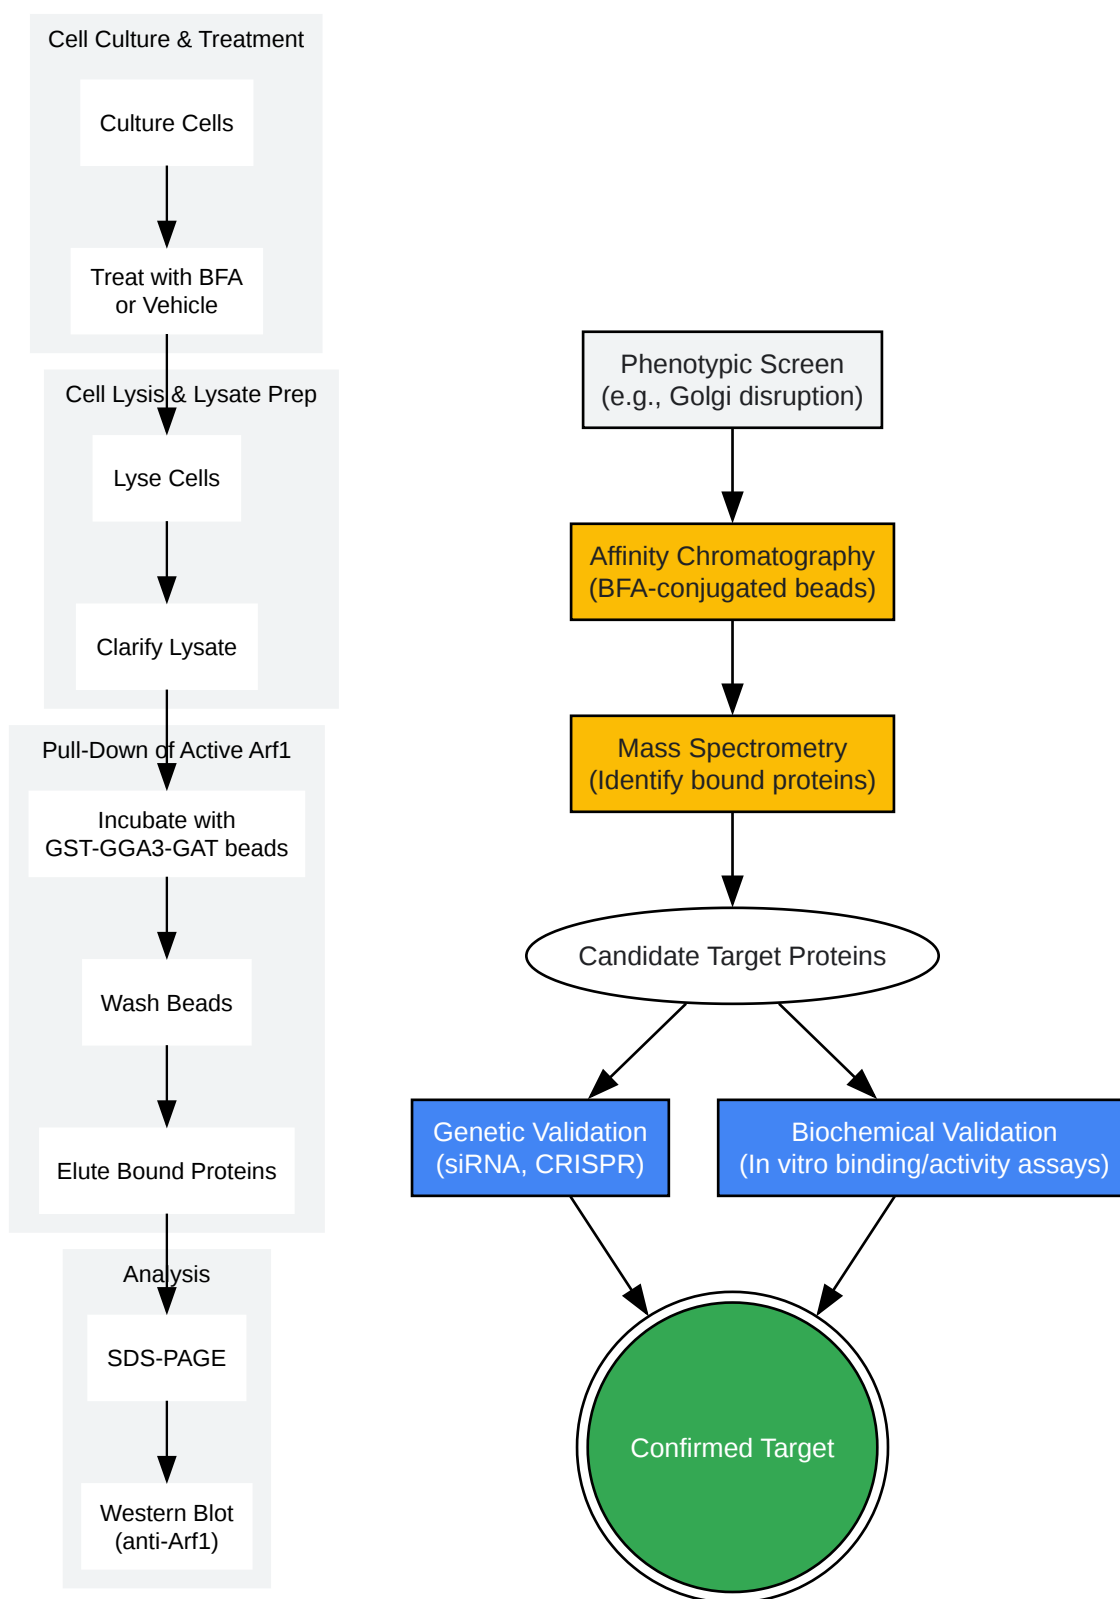 Cell Culture & Treatment
Culture Cells
Treat with BFA
or Vehicle
Cell Lysis & Lysate Prep
Lyse Cells
Clarify Lysate
Pull-Down of Active Arf1
Incubate with
GST-GGA3-GAT beads
Wash Beads
Elute Bound Proteins
Analysis
SDS-PAGE
Western Blot
(anti-Arf1)
Phenotypic Screen
(e.g., Golgi disruption)
Affinity Chromatography
(BFA-conjugated beads)
Mass Spectrometry
(Identify bound proteins)
Candidate Target Proteins
Genetic Validation
(siRNA, CRISPR)
Biochemical Validation
(In vitro binding/activity assays)
Confirmed Target